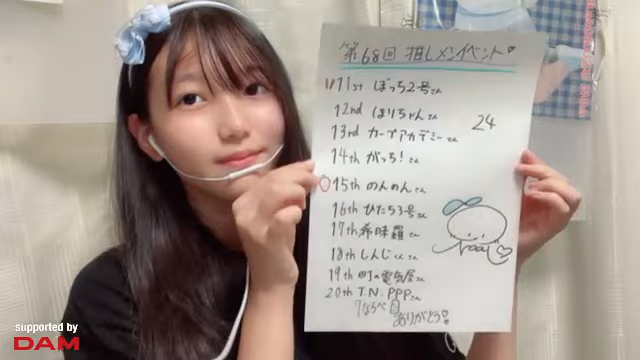 第68回 推しメンイベント!
11st ぼっち2号さん
12nd はりちゃんさん
13rd カープアカデミーさん
24
14th がっち!さん
15th のんのんさん
16th ひたち3号さん
17th 希味羅さん
18th しんじくんさん
19th 町の電気屋さん
20th T.N.PPPさん
ありがとう!
supported by
DAM